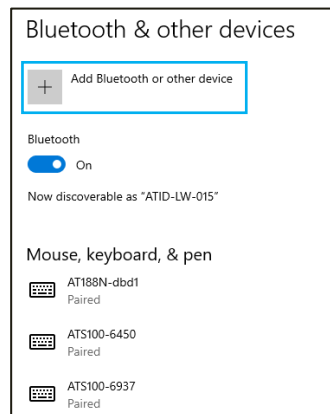 Bluetooth & other devices
Add Bluetooth or other device
Bluetooth
On
Now discoverable as “ATID-LW-015”
Mouse, keyboard, & pen
AT188N-dbd1
Paired
ATS100-6450
Paired
ATS100-6937
Paired